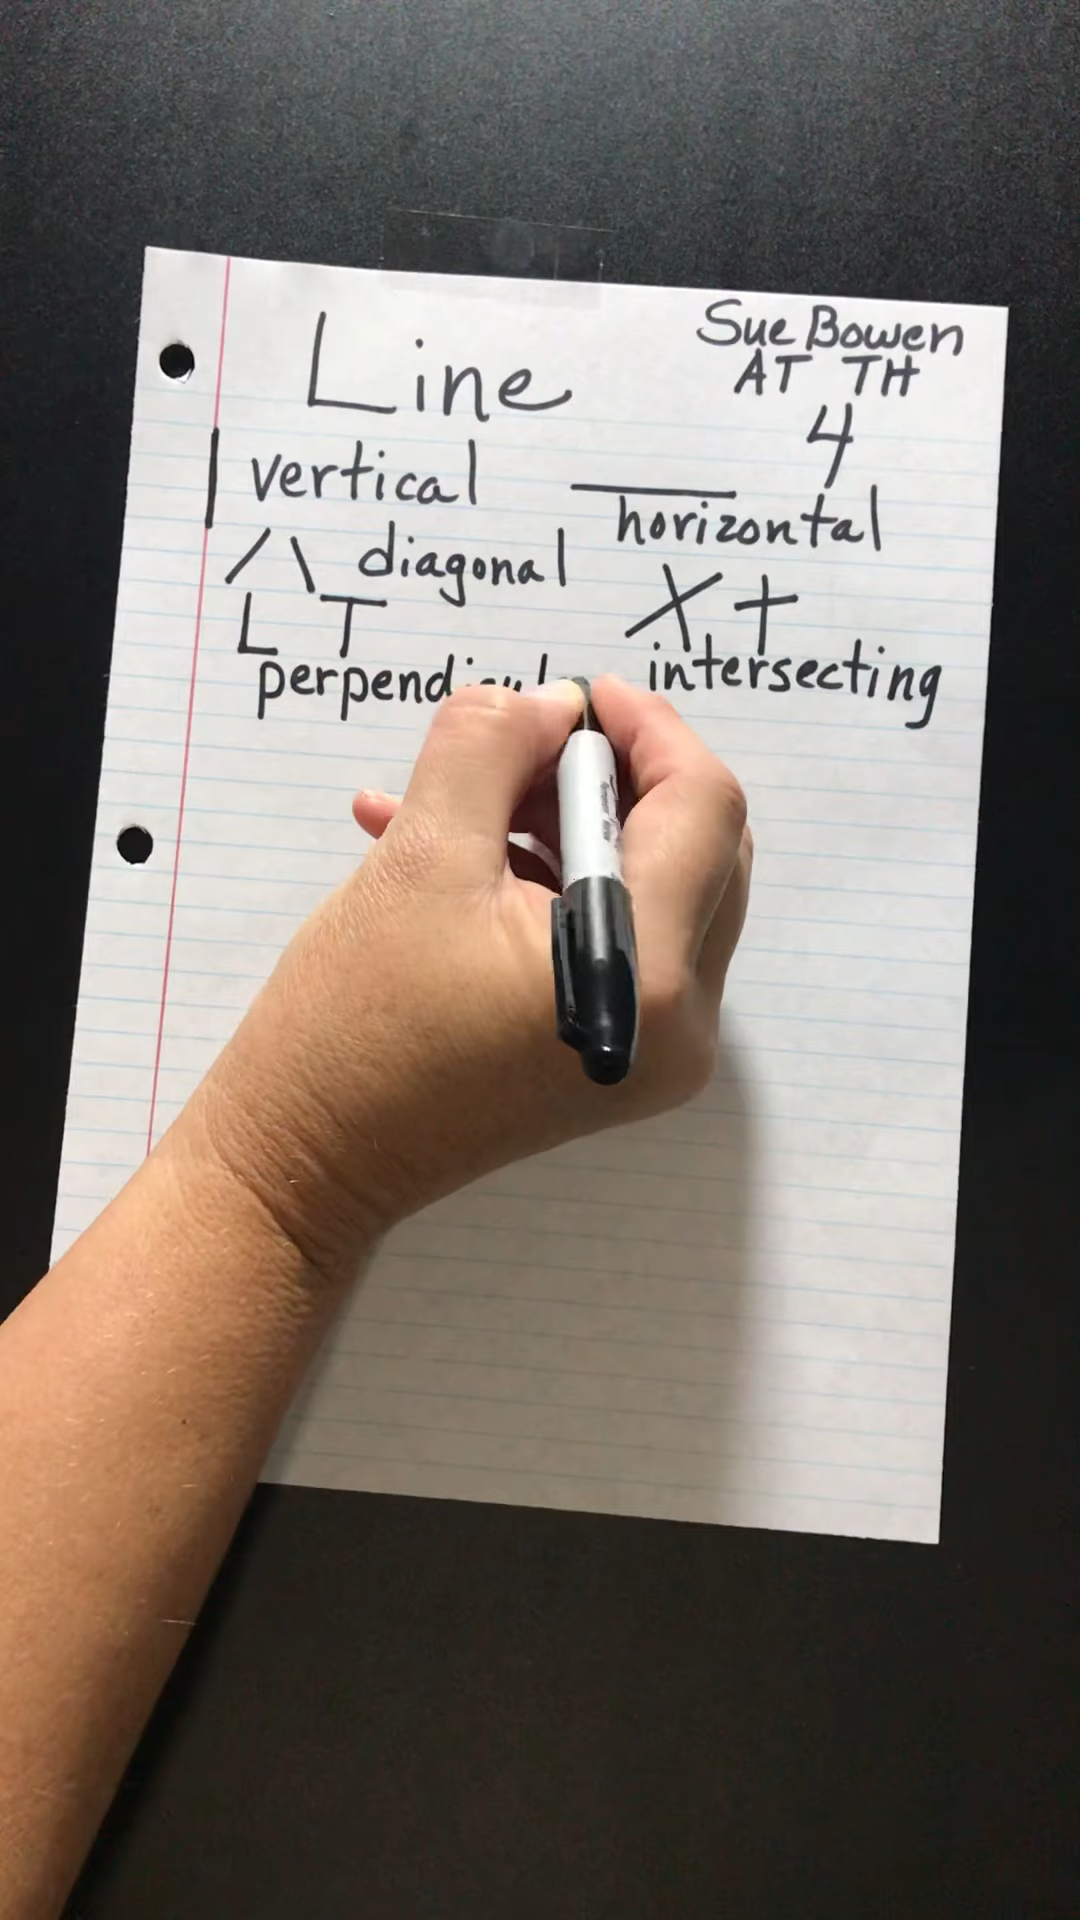 Line
Sue Bowen
AT TH
4
vertical
horizontal
diagonal
intersecting